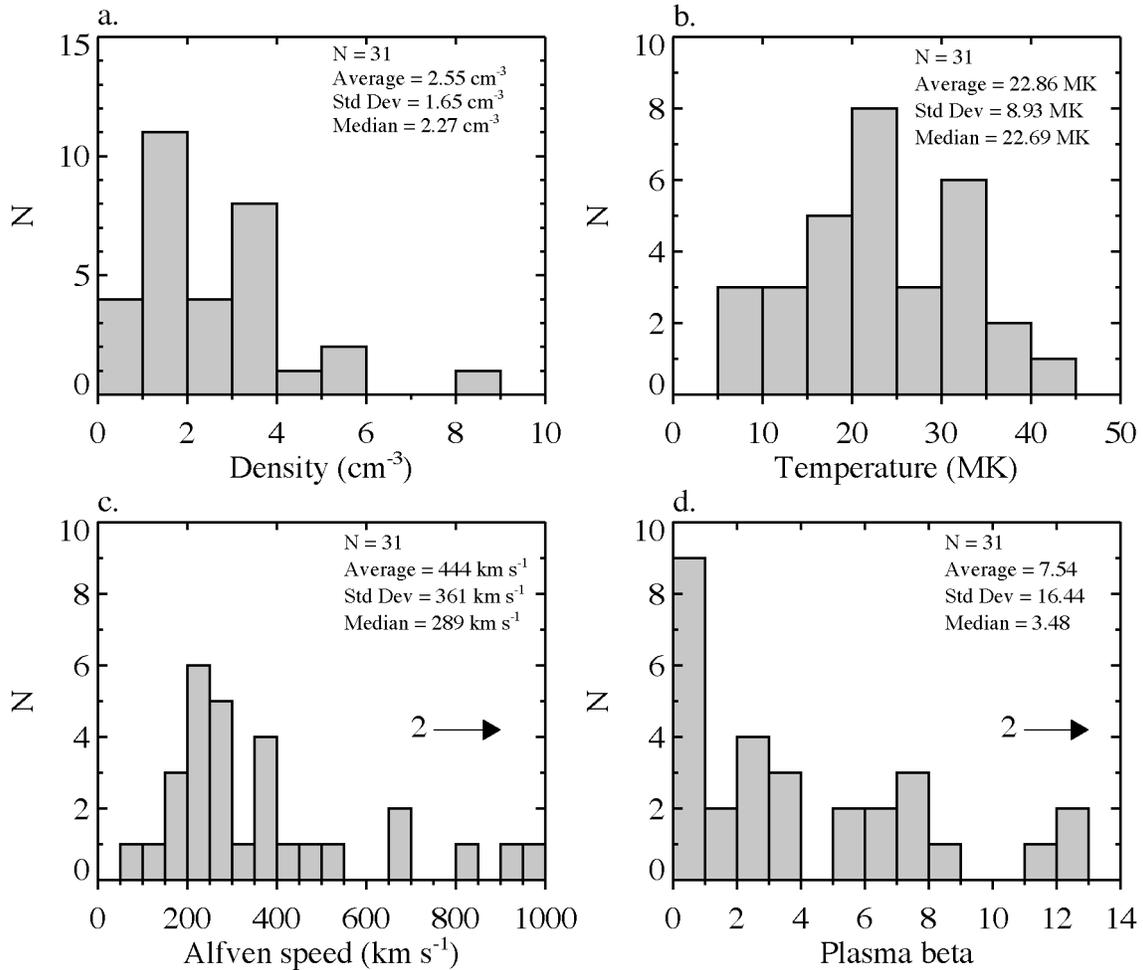 a.
15
10
5
0
N
N = 31
Average = 2.55 cm⁻³
Std Dev = 1.65 cm⁻³
Median = 2.27 cm⁻³
0 2 4 6 8 10
Density (cm⁻³)
b.
10
8
6
4
2
0
N
N = 31
Average = 22.86 MK
Std Dev = 8.93 MK
Median = 22.69 MK
0 10 20 30 40 50
Temperature (MK)
c.
10
8
6
4
2
0
N
N = 31
Average = 444 km s⁻¹
Std Dev = 361 km s⁻¹
Median = 289 km s⁻¹
2
0 200 400 600 800 1000
Alfven speed (km s⁻¹)
d.
10
8
6
4
2
0
N
N = 31
Average = 7.54
Std Dev = 16.44
Median = 3.48
2
0 2 4 6 8 10 12 14
Plasma beta